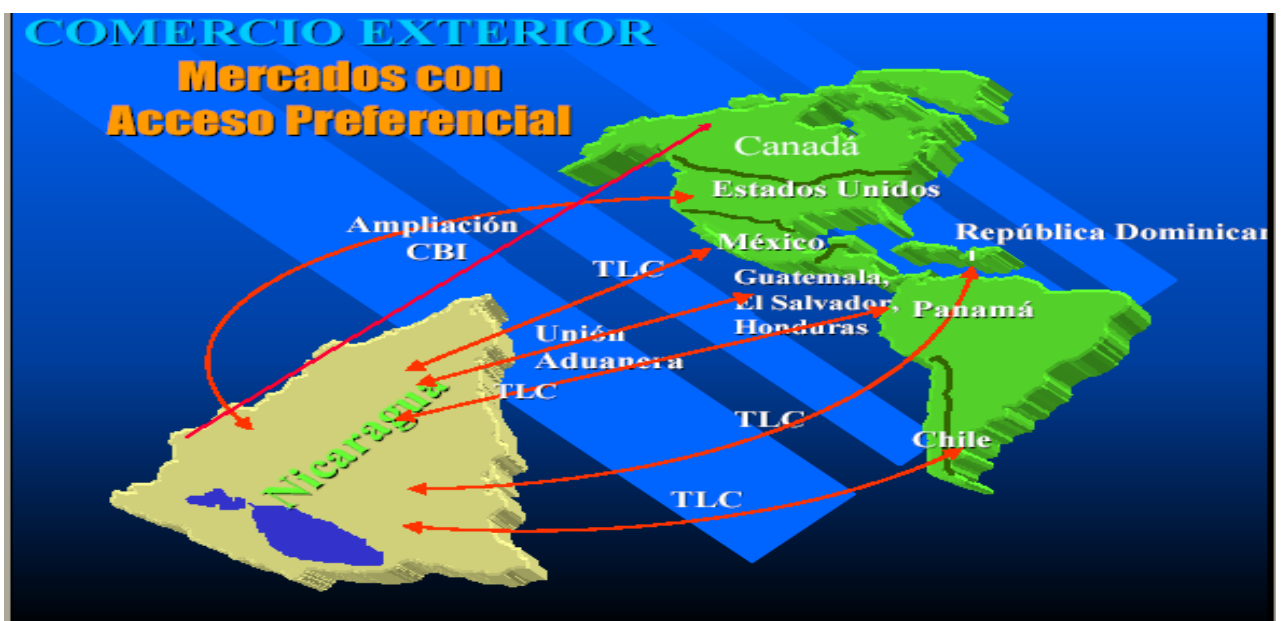 COMERCIO EXTERIOR
Mercados con
Acceso Preferencial
Canadá
Estados Unidos
Ampliación
CBI
México
República Dominican
TLC
Guatemala,
El Salvador,
Honduras
Panamá
Unión
Aduanera
TLC
Nicaragua
TLC
Chile
TLC